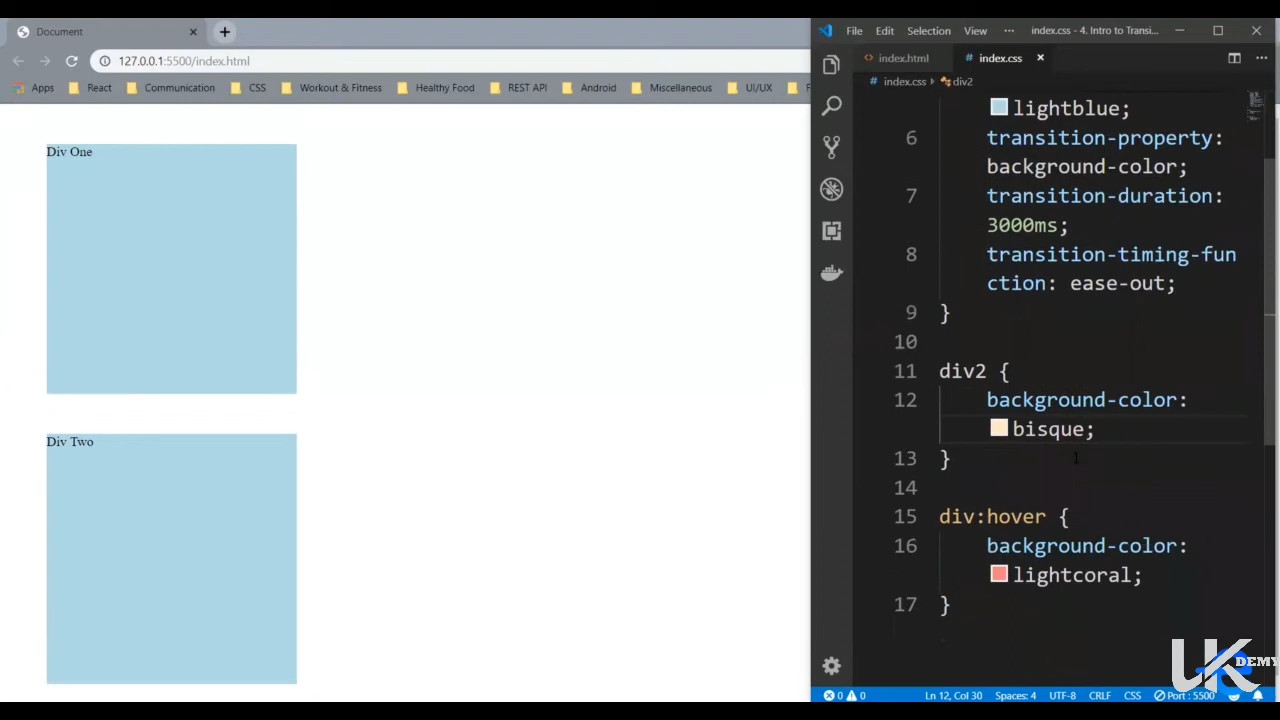 Document
127.0.0.1:5500/index.html
Apps React Communication CSS Workout & Fitness Healthy Food REST API Android Miscellaneous UI/UX F
Div One
Div Two
File Edit Selection View ··· index.css - 4. Intro to Transi...
index.html # index.css
# index.css > div2
lightblue;
6 transition-property:
background-color;
7 transition-duration:
3000ms;
8 transition-timing-fun
ction: ease-out;
9 }
10
11 div2 {
12 background-color:
bisque;
13 }
14
15 div:hover {
16 background-color:
lightcoral;
17 }
0 0 Ln 12, Col 30 Spaces: 4 UTF-8 CRLF CSS Port : 5500
UK
DEMY